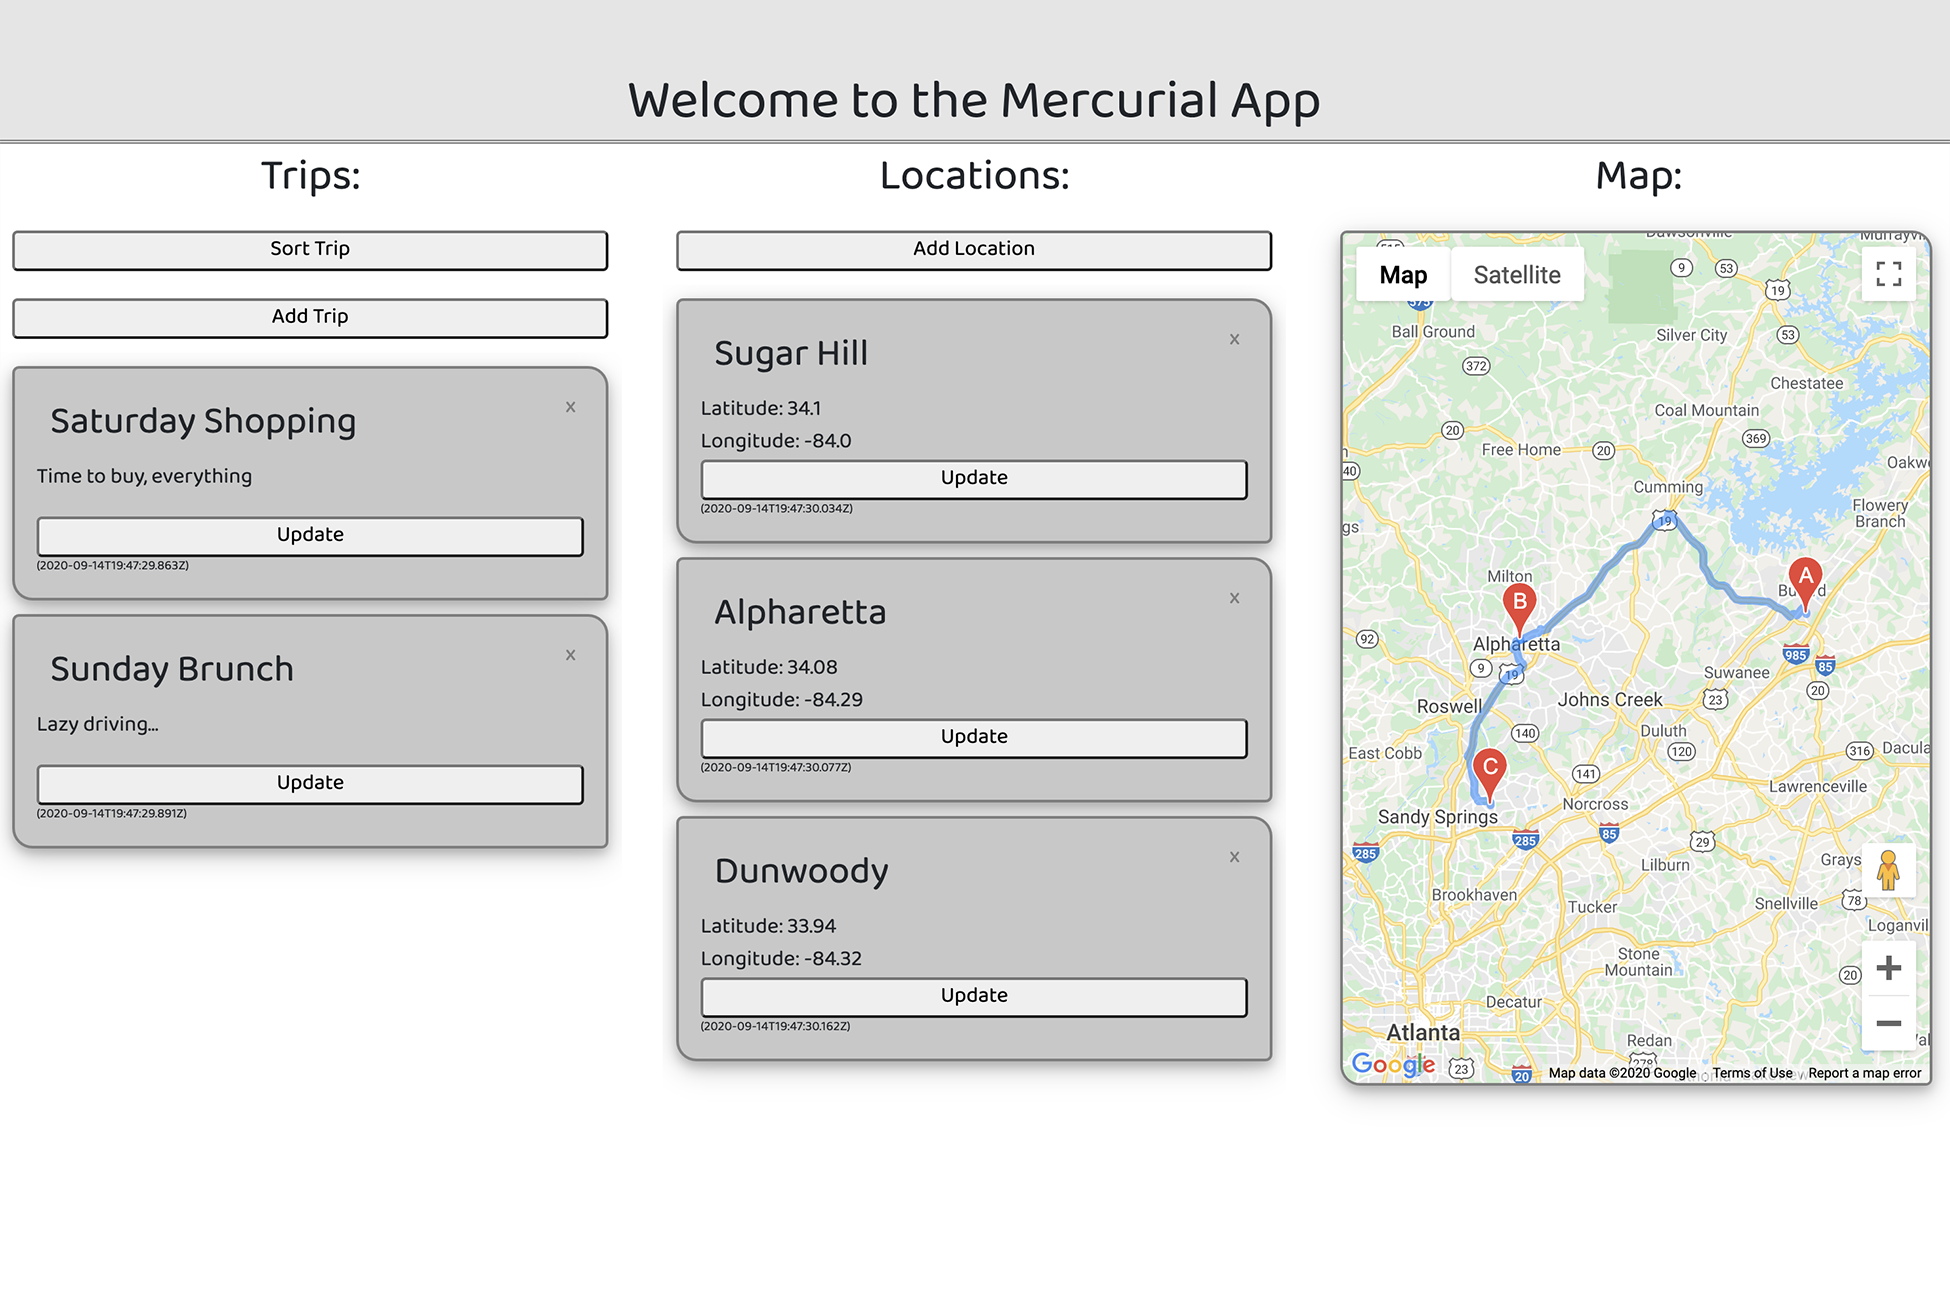 Welcome to the Mercurial App
Trips:
Sort Trip
Add Trip
Saturday Shopping
x
Time to buy, everything
Update
(2020-09-14T19:47:29.863Z)
Sunday Brunch
x
Lazy driving...
Update
(2020-09-14T19:47:29.891Z)
Locations:
Add Location
Sugar Hill
x
Latitude: 34.1
Longitude: -84.0
Update
(2020-09-14T19:47:30.034Z)
Alpharetta
x
Latitude: 34.08
Longitude: -84.29
Update
(2020-09-14T19:47:30.077Z)
Dunwoody
x
Latitude: 33.94
Longitude: -84.32
Update
(2020-09-14T19:47:30.162Z)
Map:
Map
Satellite
9
53
19
Ball Ground
Silver City
53
372
Chestatee
Coal Mountain
20
369
Free Home
20
40
Cumming
Flowery
Branch
19
Milton
A
B
92
Alpharetta
985
85
9
19
Suwanee
20
Roswell
Johns Creek
23
140
Duluth
East Cobb
120
316
Dacula
C
141
Lawrenceville
Norcross
Sandy Springs
285
285
85
29
Lilburn
Brookhaven
Tucker
Snellville
78
Stone
Mountain
20
Decatur
Atlanta
Redan
Google
23
20
Map data ©2020 Google
Terms of Use
Report a map error